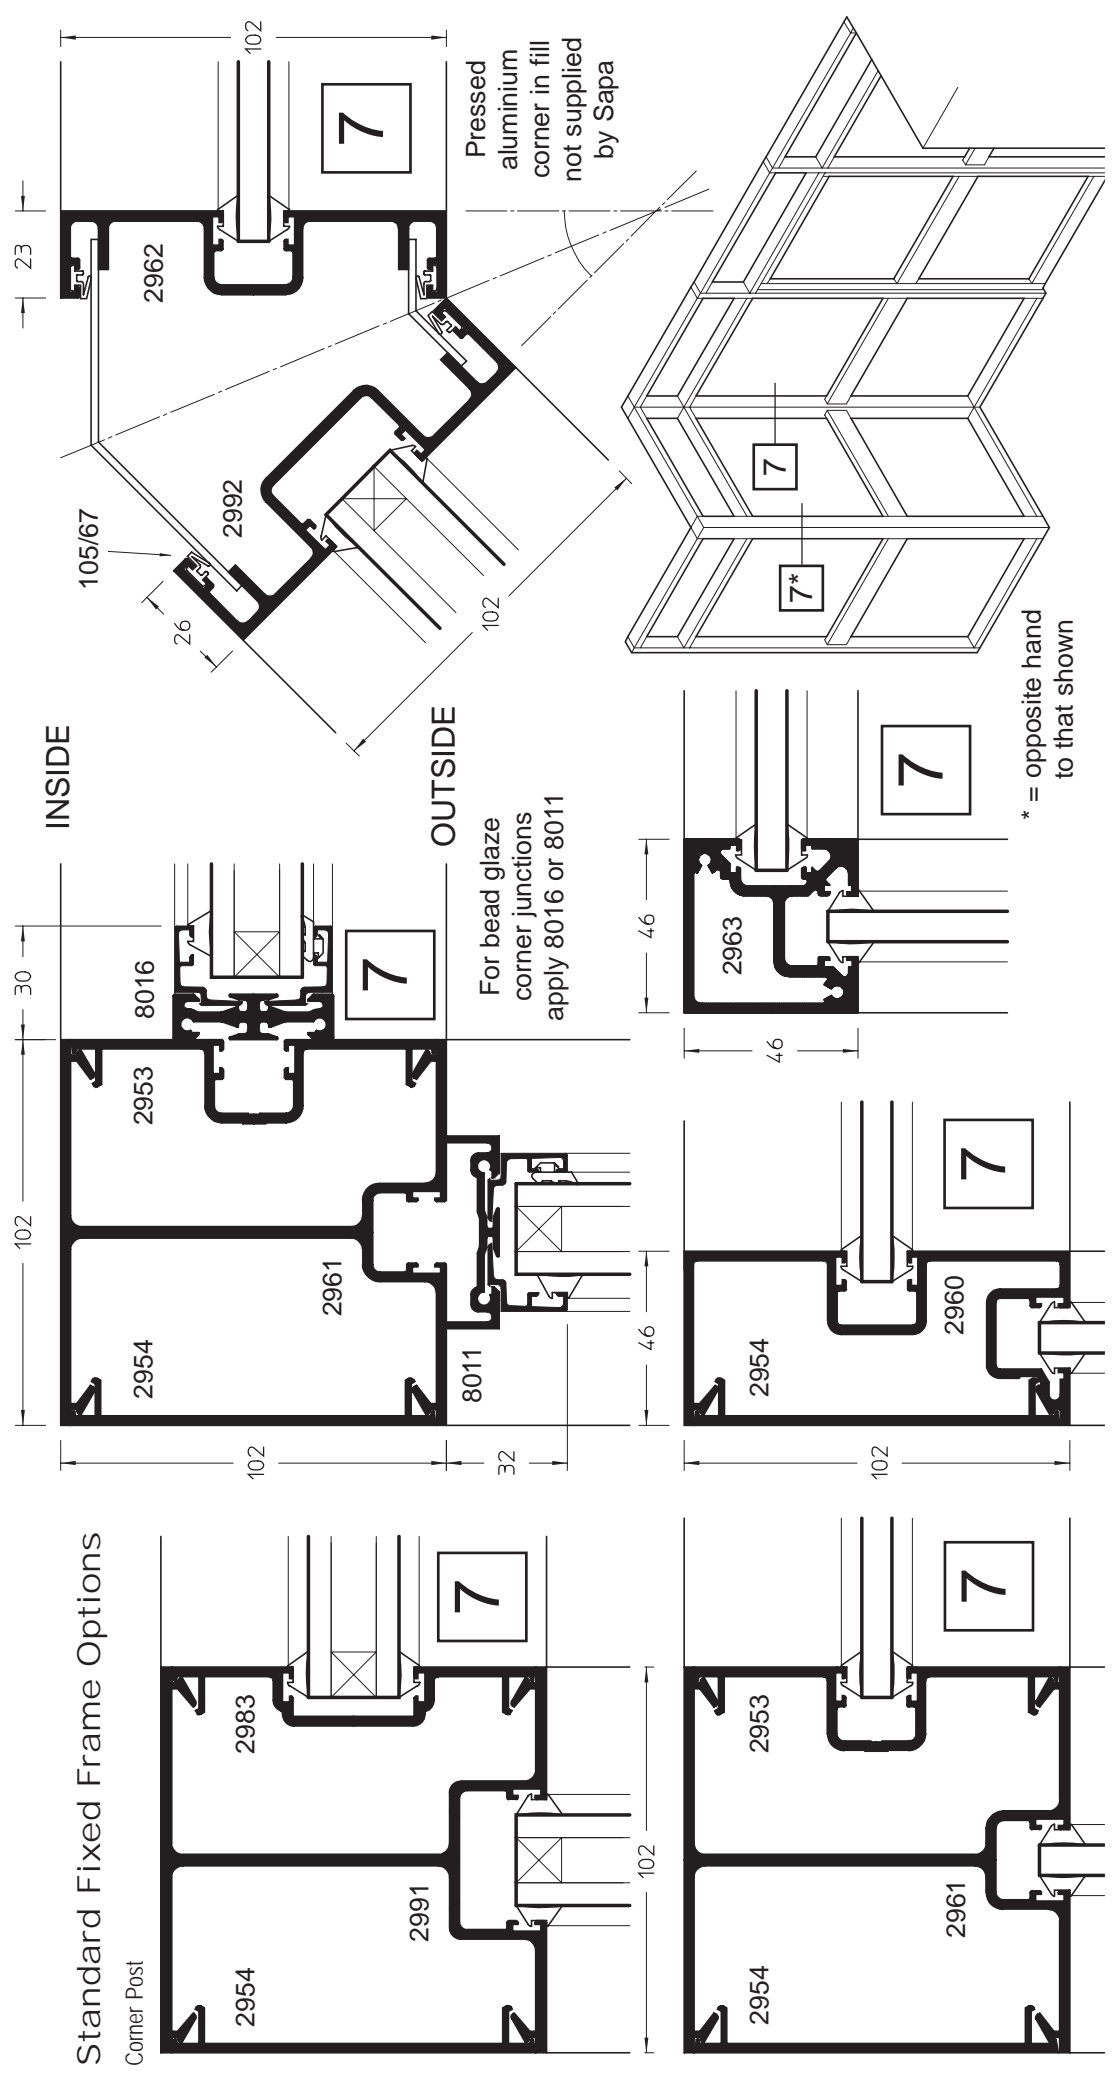 Standard Fixed Frame Options
Corner Post
INSIDE
OUTSIDE
2954
2991
2983
7
102
102
102
30
2954
2961
2953
8016
8011
7
102
32
For bead glaze
corner junctions
apply 8016 or 8011
105/67
2992
2962
23
102
26
102
7
Pressed
aluminium
corner in fill
not supplied
by Sapa
2954
2961
2953
7
46
2954
2960
102
7
46
46
2963
7
7*
7
* = opposite hand
to that shown